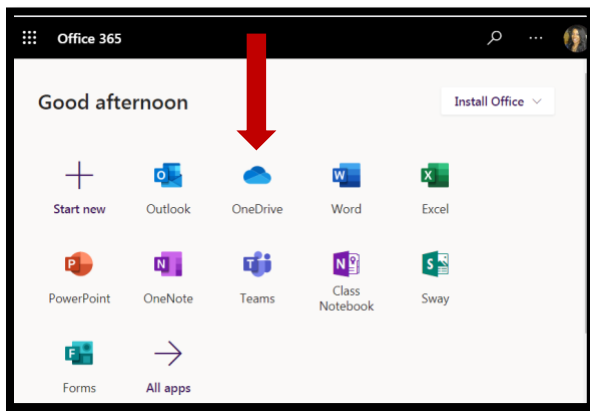 Office 365
Good afternoon
Install Office
Start new
Outlook
OneDrive
Word
Excel
PowerPoint
OneNote
Teams
Class
Notebook
Sway
Forms
All apps